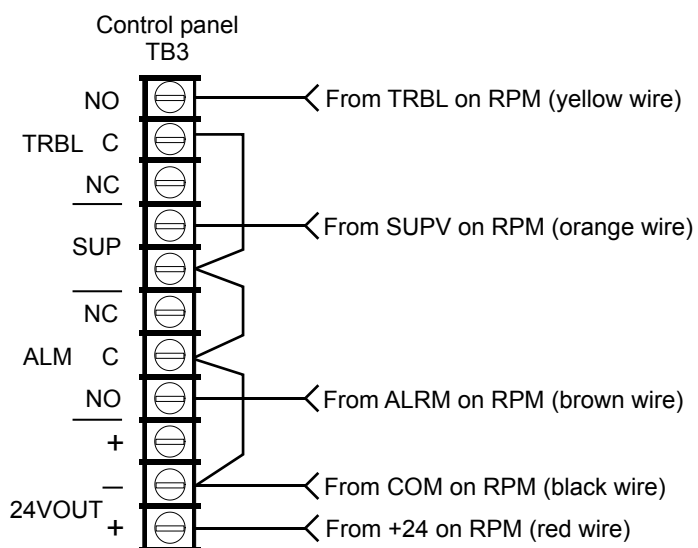 Control panel
TB3
NO
From TRBL on RPM (yellow wire)
TRBL C
NC
SUP
From SUPV on RPM (orange wire)
NC
ALM C
NO
From ALRM on RPM (brown wire)
+
–
From COM on RPM (black wire)
24VOUT
+
From +24 on RPM (red wire)